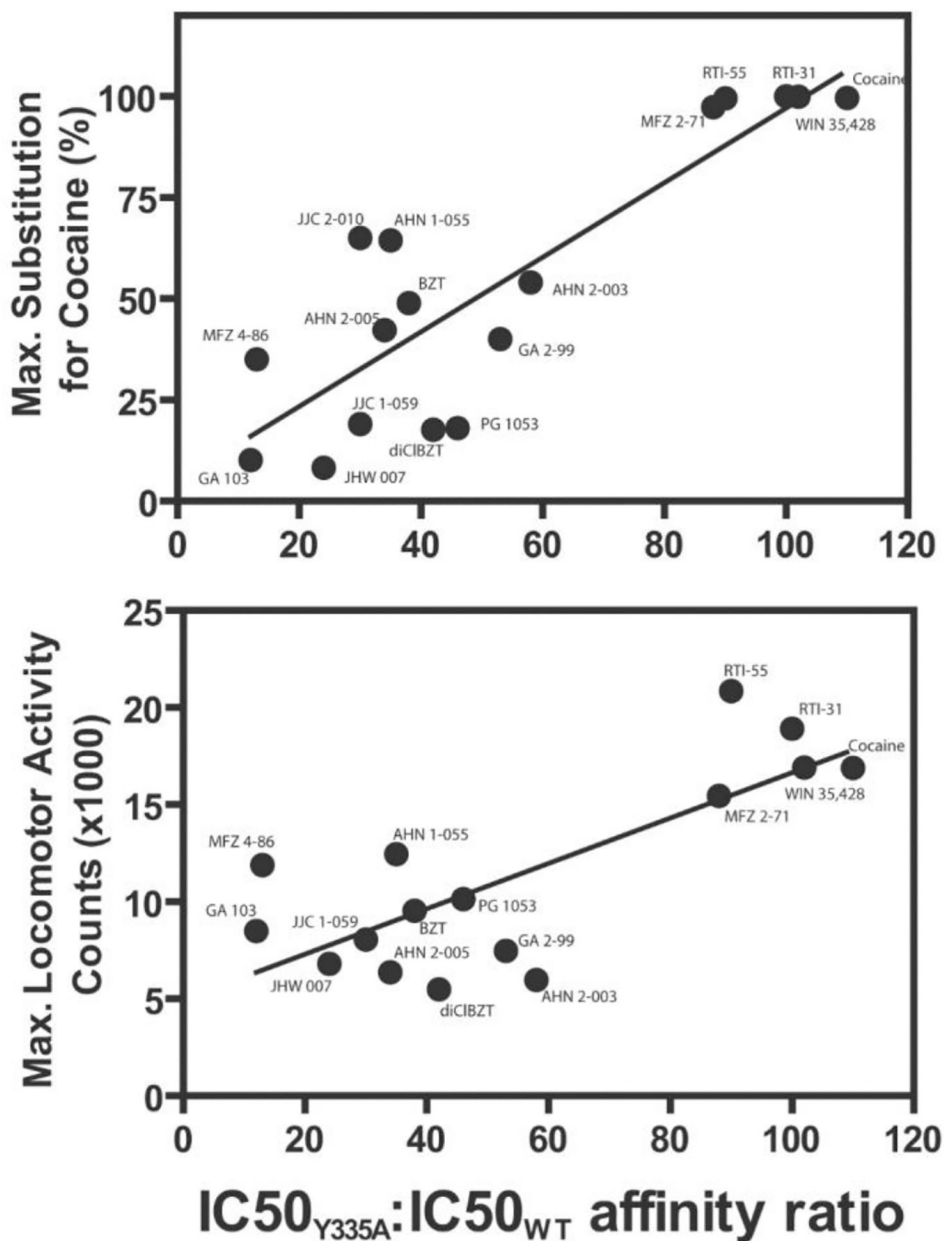 Max. Substitution
for Cocaine (%)
100
75
50
25
0
RTI-55
RTI-31
Cocaine
MFZ 2-71
WIN 35,428
JJC 2-010
AHN 1-055
BZT
AHN 2-003
AHN 2-005
MFZ 4-86
GA 2-99
JJC 1-059
PG 1053
diClBZT
GA 103
JHW 007
0 20 40 60 80 100 120
Max. Locomotor Activity
Counts (x1000)
25
20
15
10
5
0
RTI-55
RTI-31
Cocaine
WIN 35,428
MFZ 2-71
MFZ 4-86
AHN 1-055
GA 103
JJC 1-059
PG 1053
BZT
GA 2-99
AHN 2-005
JHW 007
diClBZT
AHN 2-003
0 20 40 60 80 100 120
IC50Y335A:IC50WT affinity ratio